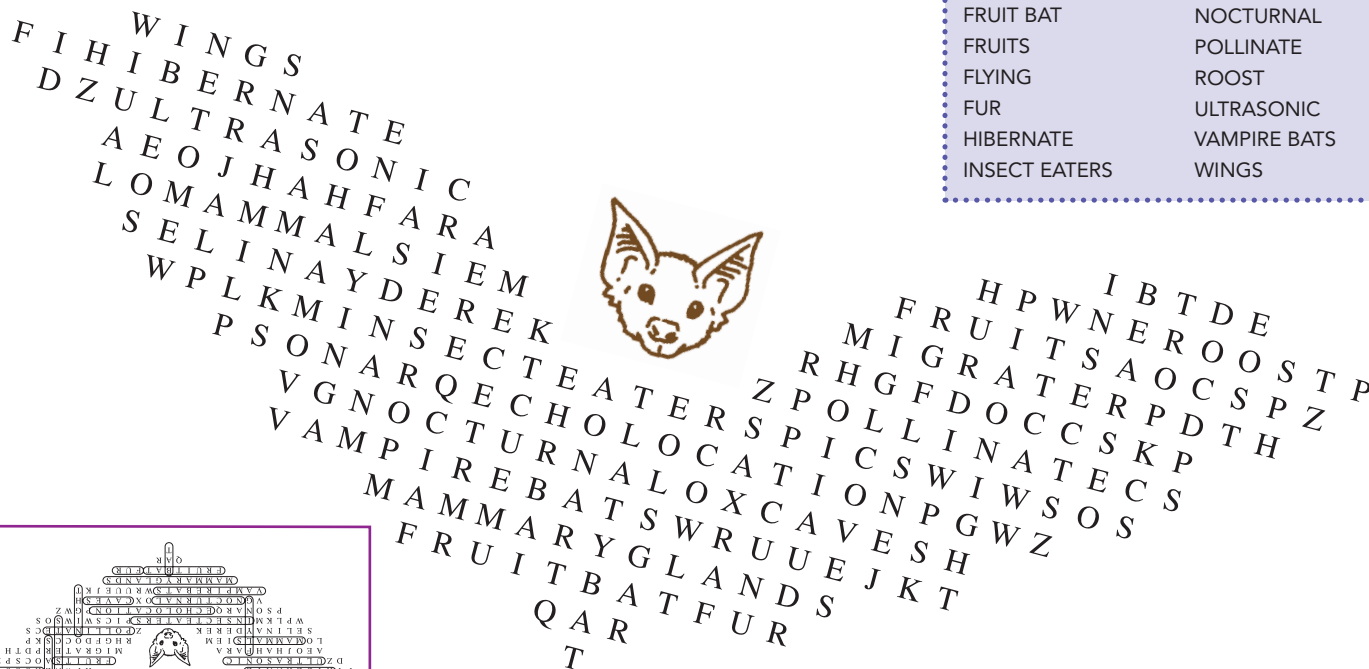 FRUIT BAT NOCTURNAL
FRUITS POLLINATE
FLYING ROOST
FUR ULTRASONIC
HIBERNATE VAMPIRE BATS
INSECT EATERS WINGS
W I N G S
F I H I B E R N A T E
D Z U L T R A S O N I C
A E O J H A H F A R A
L O M A M M A L S I E M
S E L I N A Y D E R E K
I B T D E
H P W N E R O O S T P
F R U I T S A O C S P Z
M I G R A T E R P D T H
R H G F D O C C S K P
Z P O L L I N A T E C S
W P L K M I N S E C T E A T E R S P I C S W I W S O S
P S O N A R Q E C H O L O C A T I O N P G W Z
V G N O C T U R N A L O X C A V E S H
V A M P I R E B A T S W R U U E J K T
M A M M A R Y G L A N D S
F R U I T B A T F U R
Q A R
T